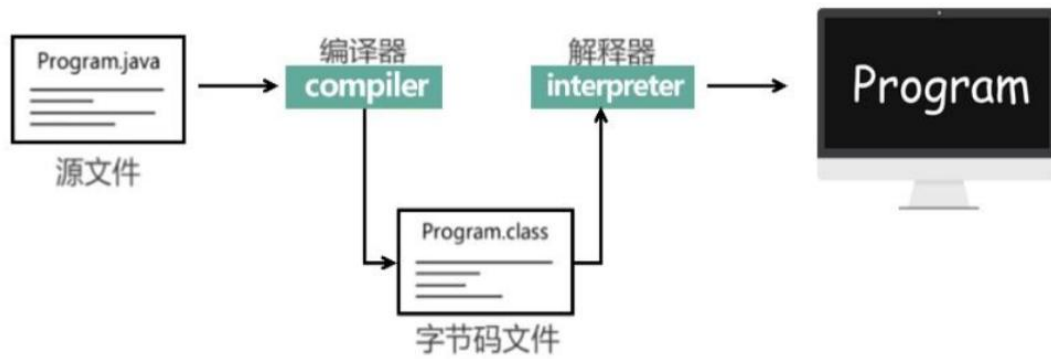 Program.java
源文件
编译器
compiler
Program.class
字节码文件
解释器
interpreter
Program